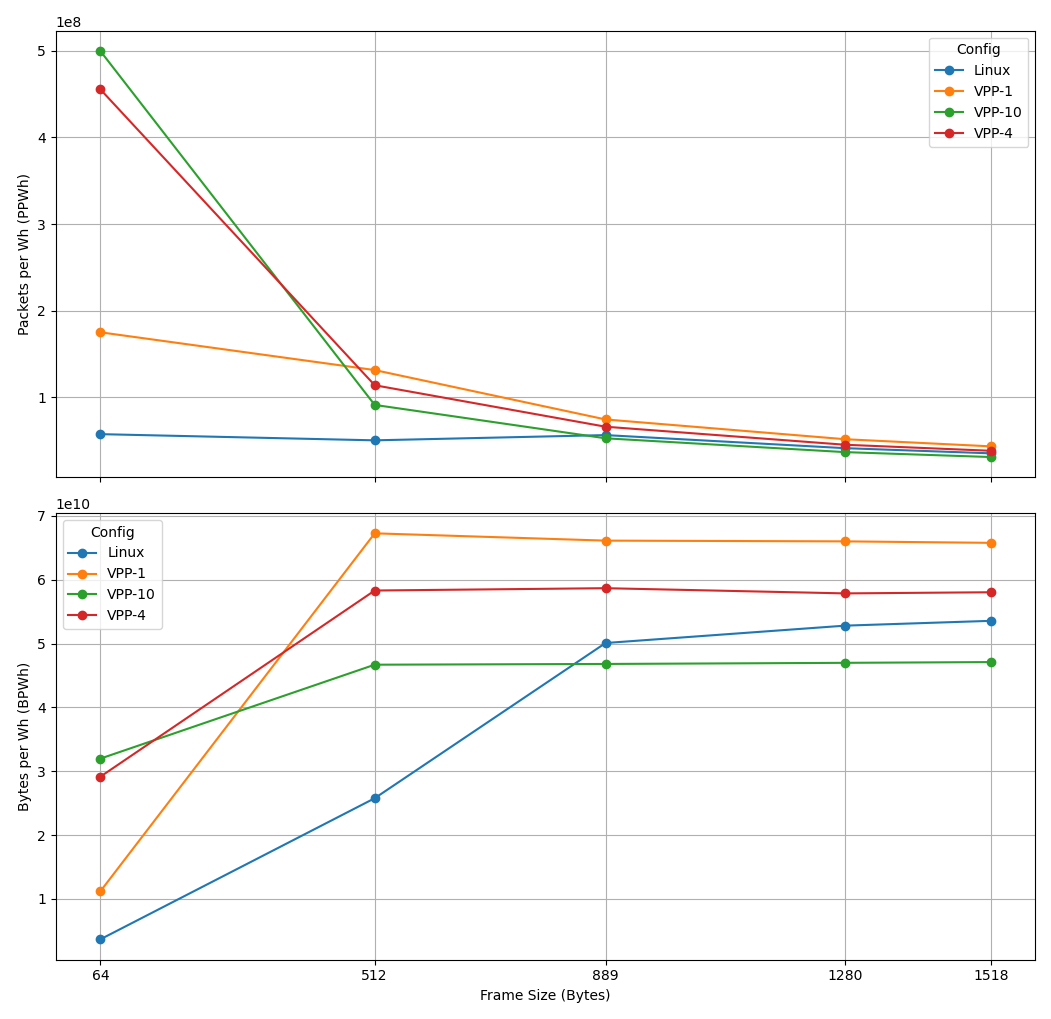 1e8
5
4
3
2
1
Packets per Wh (PPWh)
Config
Linux
VPP-1
VPP-10
VPP-4
1e10
7
6
5
4
3
2
1
Bytes per Wh (BPWh)
Config
Linux
VPP-1
VPP-10
VPP-4
64 512 889 1280 1518
Frame Size (Bytes)